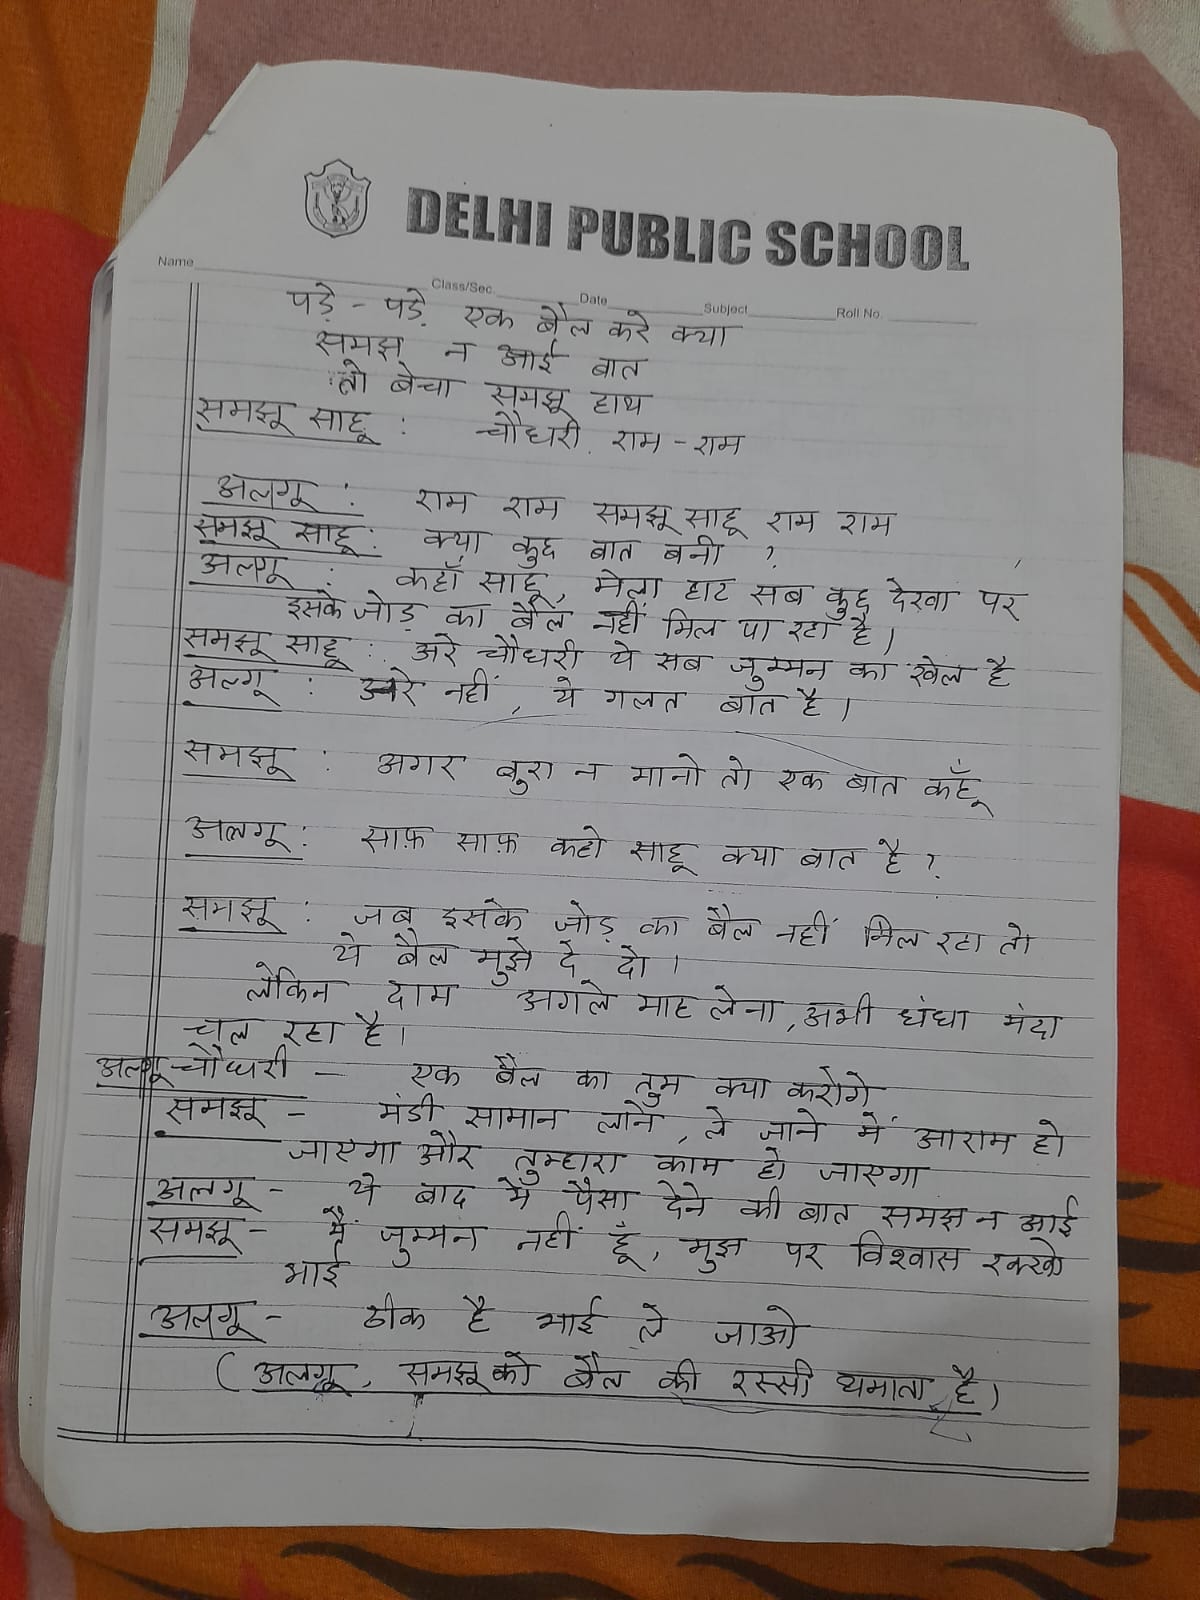 DELHI PUBLIC SCHOOL
Name Class/Sec. Date Subject Roll No.
पड़े - पड़े एक बैल करे क्या
समझ न आई बात
तो बेचा समझू हाथ
समझू साहू : चौधरी राम - राम
अलगू : राम राम समझू साहू राम राम
समझू साहू : क्या कुछ बात बनी ?
अलगू : कहाँ साहू, मेला हाट सब कुछ देखा पर
इसके जोड़ का बैल नहीं मिल पा रहा है।
समझू साहू : अरे चौधरी ये सब जुम्मन का खेल है
अलगू : अरे नहीं, ये गलत बात है।
समझू : अगर बुरा न मानो तो एक बात कहूँ
अलगू : साफ़ साफ़ कहो साहू क्या बात है ?
समझू : जब इसके जोड़ का बैल नहीं मिल रहा तो
ये बैल मुझे दे दो।
लेकिन दाम अगले माह लेना, अभी धंधा मंदा
चल रहा है।
अलगू चौधरी - एक बैल का तुम क्या करोगे
समझू - मंडी सामान लाने, ले जाने में आराम हो
जाएगा और तुम्हारा काम हो जाएगा
अलगू - ये बाद मे पैसा देने की बात समझ न आई
समझू - मैं जुम्मन नहीं हूँ, मुझ पर विश्वास रक्खो
भाई
अलगू - ठीक है भाई ले जाओ
(अलगू, समझू को बैल की रस्सी थमाता है)